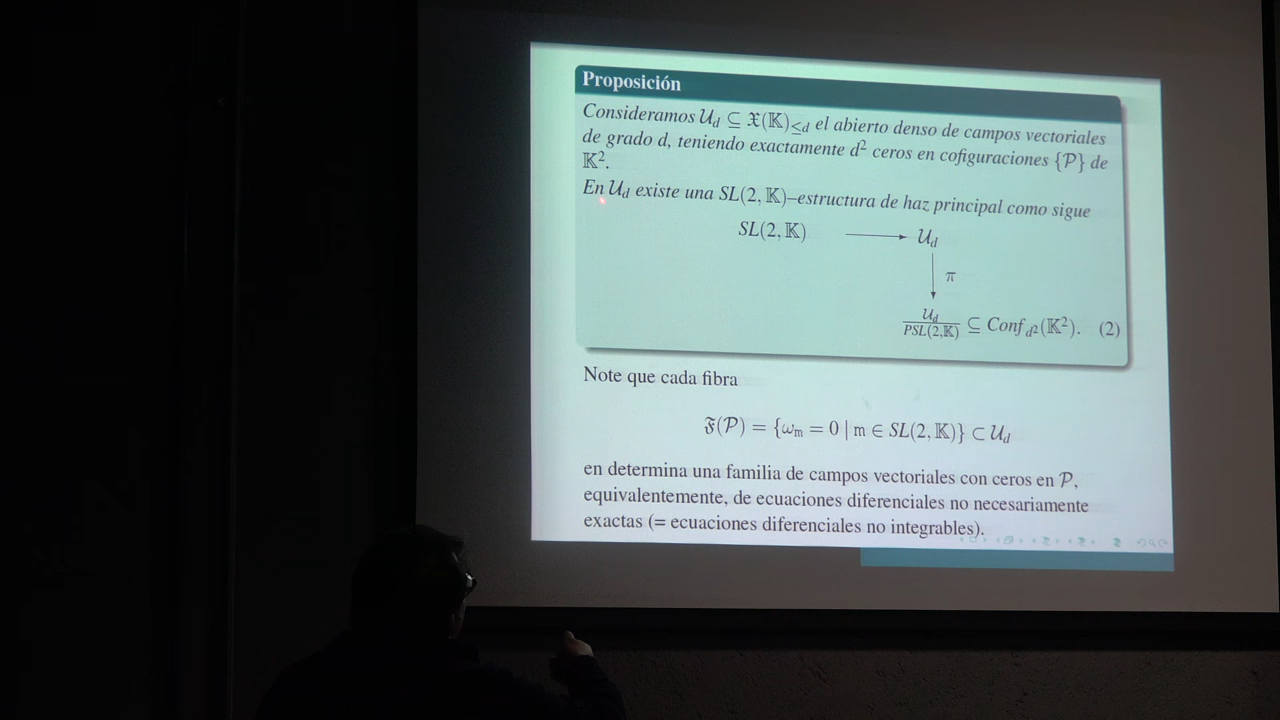 Proposición
Consideramos 𝒰_d ⊆ 𝔛(𝕂)_{≤d} el abierto denso de campos vectoriales
de grado d, teniendo exactamente d² ceros en cofiguraciones {𝒫} de
𝕂².
En 𝒰_d existe una SL(2, 𝕂)–estructura de haz principal como sigue
SL(2, 𝕂) ⟶ 𝒰_d
π
𝒰_d / PSL(2,𝕂) ⊆ Conf_{d²}(𝕂²). (2)
Note que cada fibra
𝔉(𝒫) = {ω_m = 0 | m ∈ SL(2, 𝕂)} ⊂ 𝒰_d
en determina una familia de campos vectoriales con ceros en 𝒫,
equivalentemente, de ecuaciones diferenciales no necesariamente
exactas (= ecuaciones diferenciales no integrables).